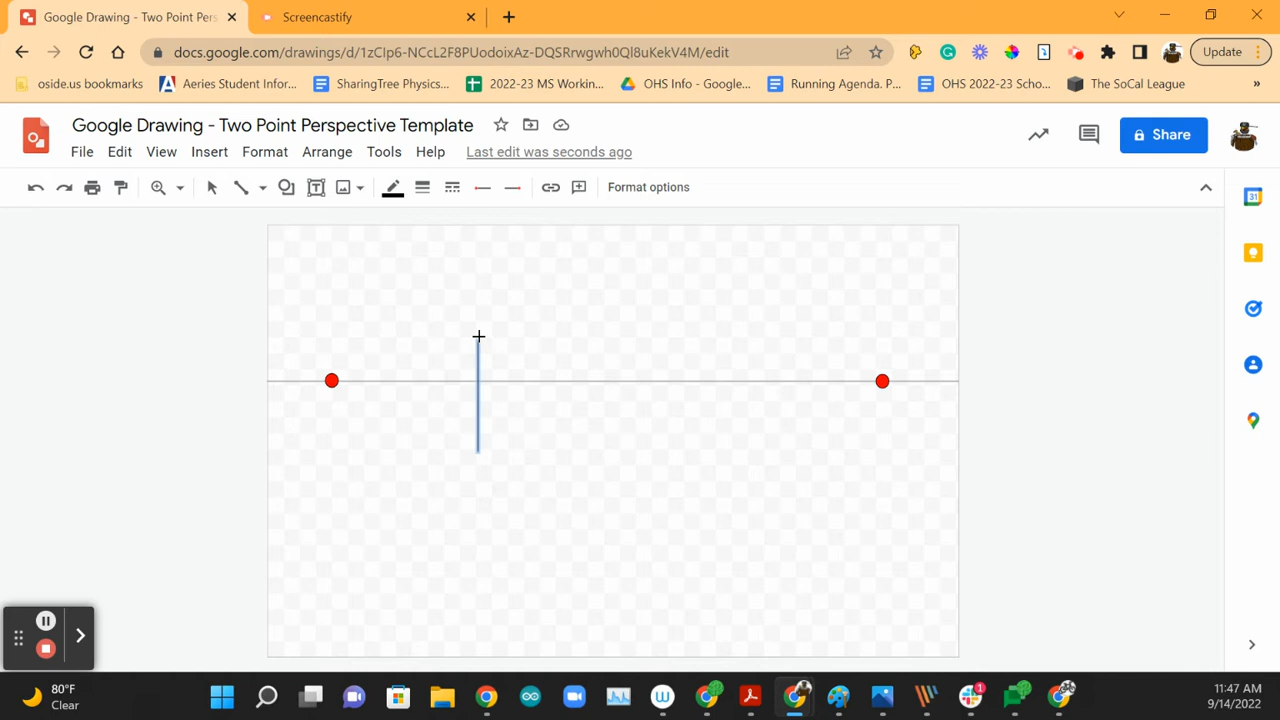 Google Drawing - Two Point Pers
Screencastify
docs.google.com/drawings/d/1zCIp6-NCcL2F8PUodoixAz-DQSRrwgwh0Ql8uKekV4M/edit
Update
oside.us bookmarks
Aeries Student Infor...
SharingTree Physics...
2022-23 MS Workin...
OHS Info - Google...
Running Agenda. P...
OHS 2022-23 Scho...
The SoCal League
»
Google Drawing - Two Point Perspective Template
Share
File Edit View Insert Format Arrange Tools Help Last edit was seconds ago
Format options
31
80°F
Clear
1
11:47 AM
9/14/2022